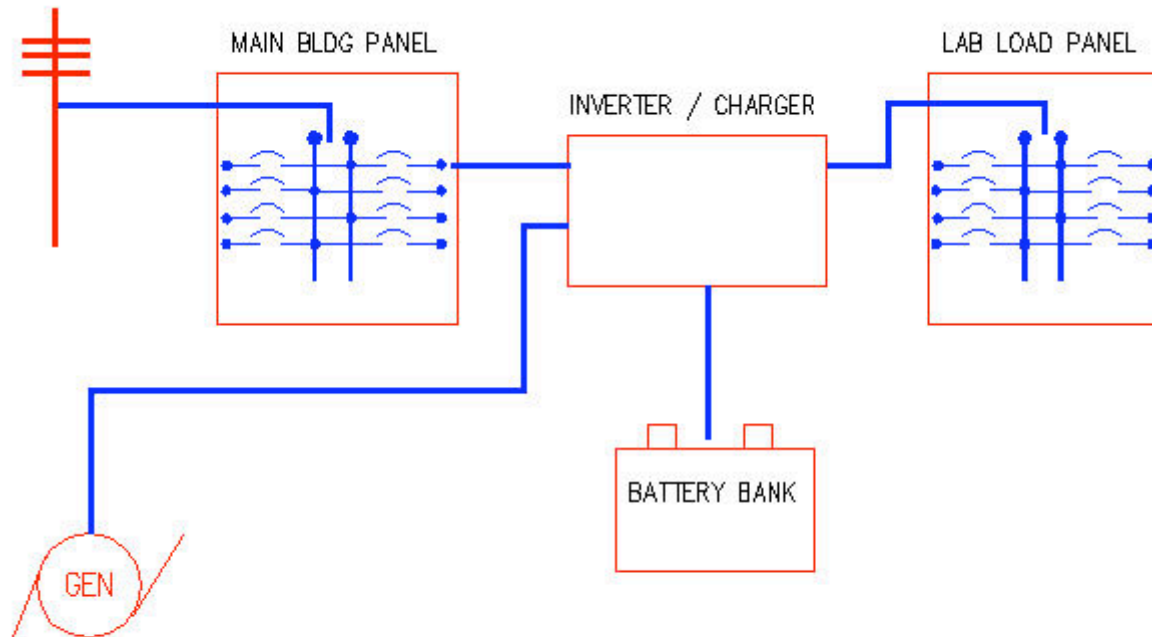 MAIN BLDG PANEL
LAB LOAD PANEL
INVERTER / CHARGER
BATTERY BANK
GEN